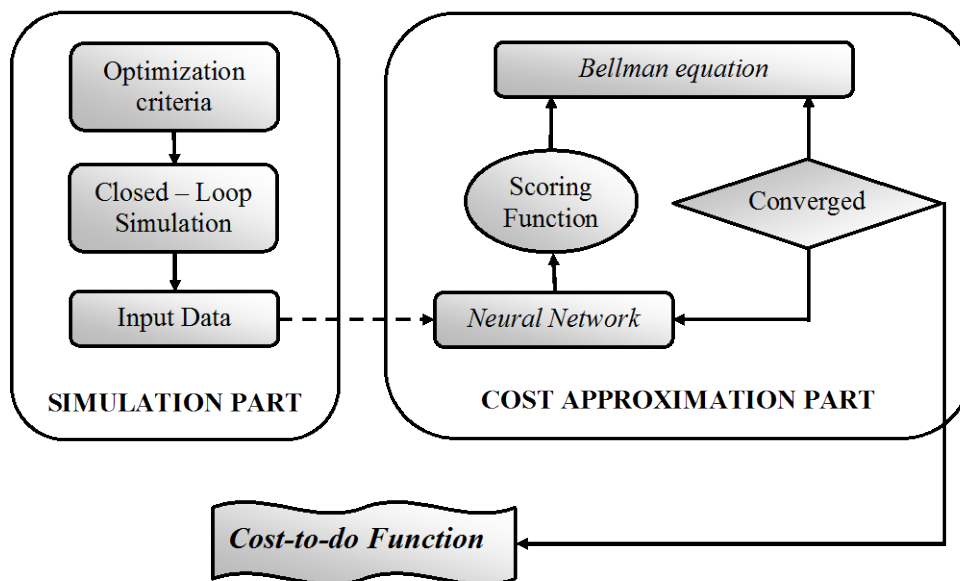 Optimization
criteria
Closed – Loop
Simulation
Input Data
SIMULATION PART
Bellman equation
Scoring
Function
Converged
Neural Network
COST APPROXIMATION PART
Cost-to-do Function